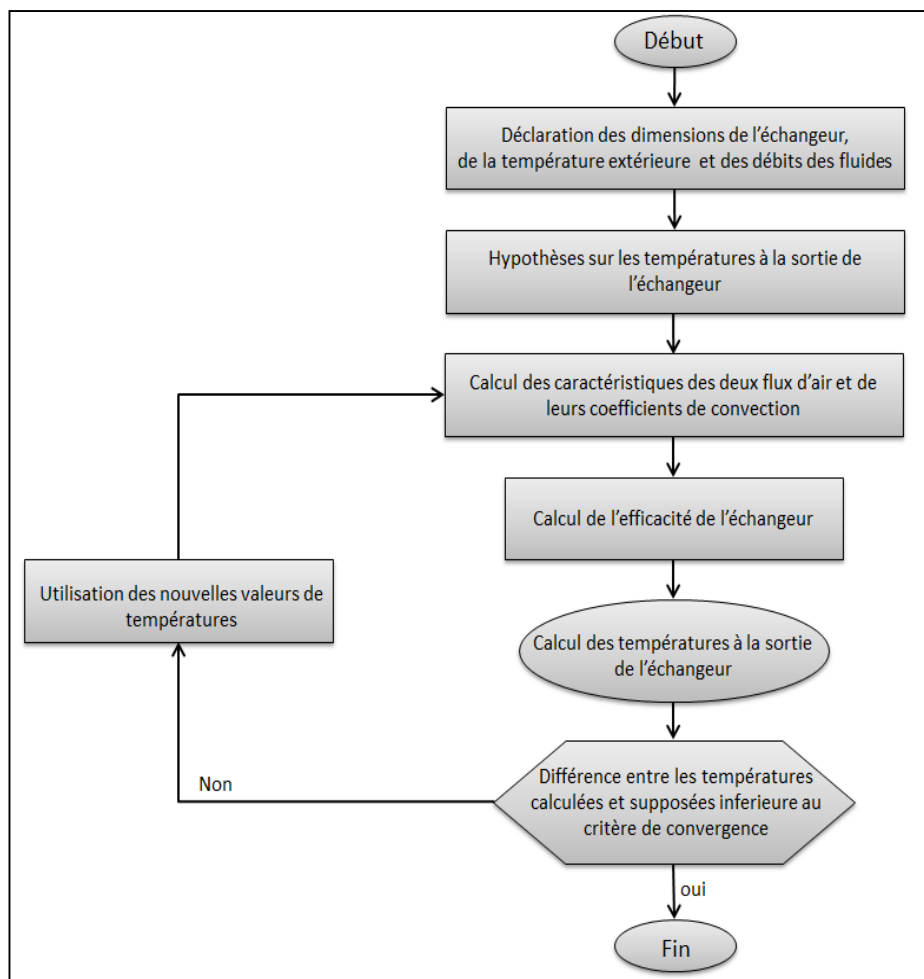 Début
Déclaration des dimensions de l'échangeur,
de la température extérieure et des débits des fluides
Hypothèses sur les températures à la sortie de
l'échangeur
Calcul des caractéristiques des deux flux d'air et de
leurs coefficients de convection
Calcul de l'efficacité de l'échangeur
Utilisation des nouvelles valeurs de
températures
Calcul des températures à la sortie
de l'échangeur
Non
Différence entre les températures
calculées et supposées inferieure au
critère de convergence
oui
Fin